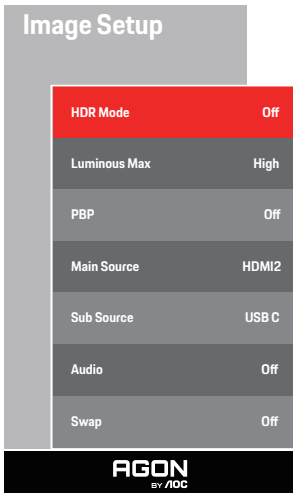 Image Setup
HDR Mode Off
Luminous Max High
PBP Off
Main Source HDMI2
Sub Source USB C
Audio Off
Swap Off
AGON
BY AOC